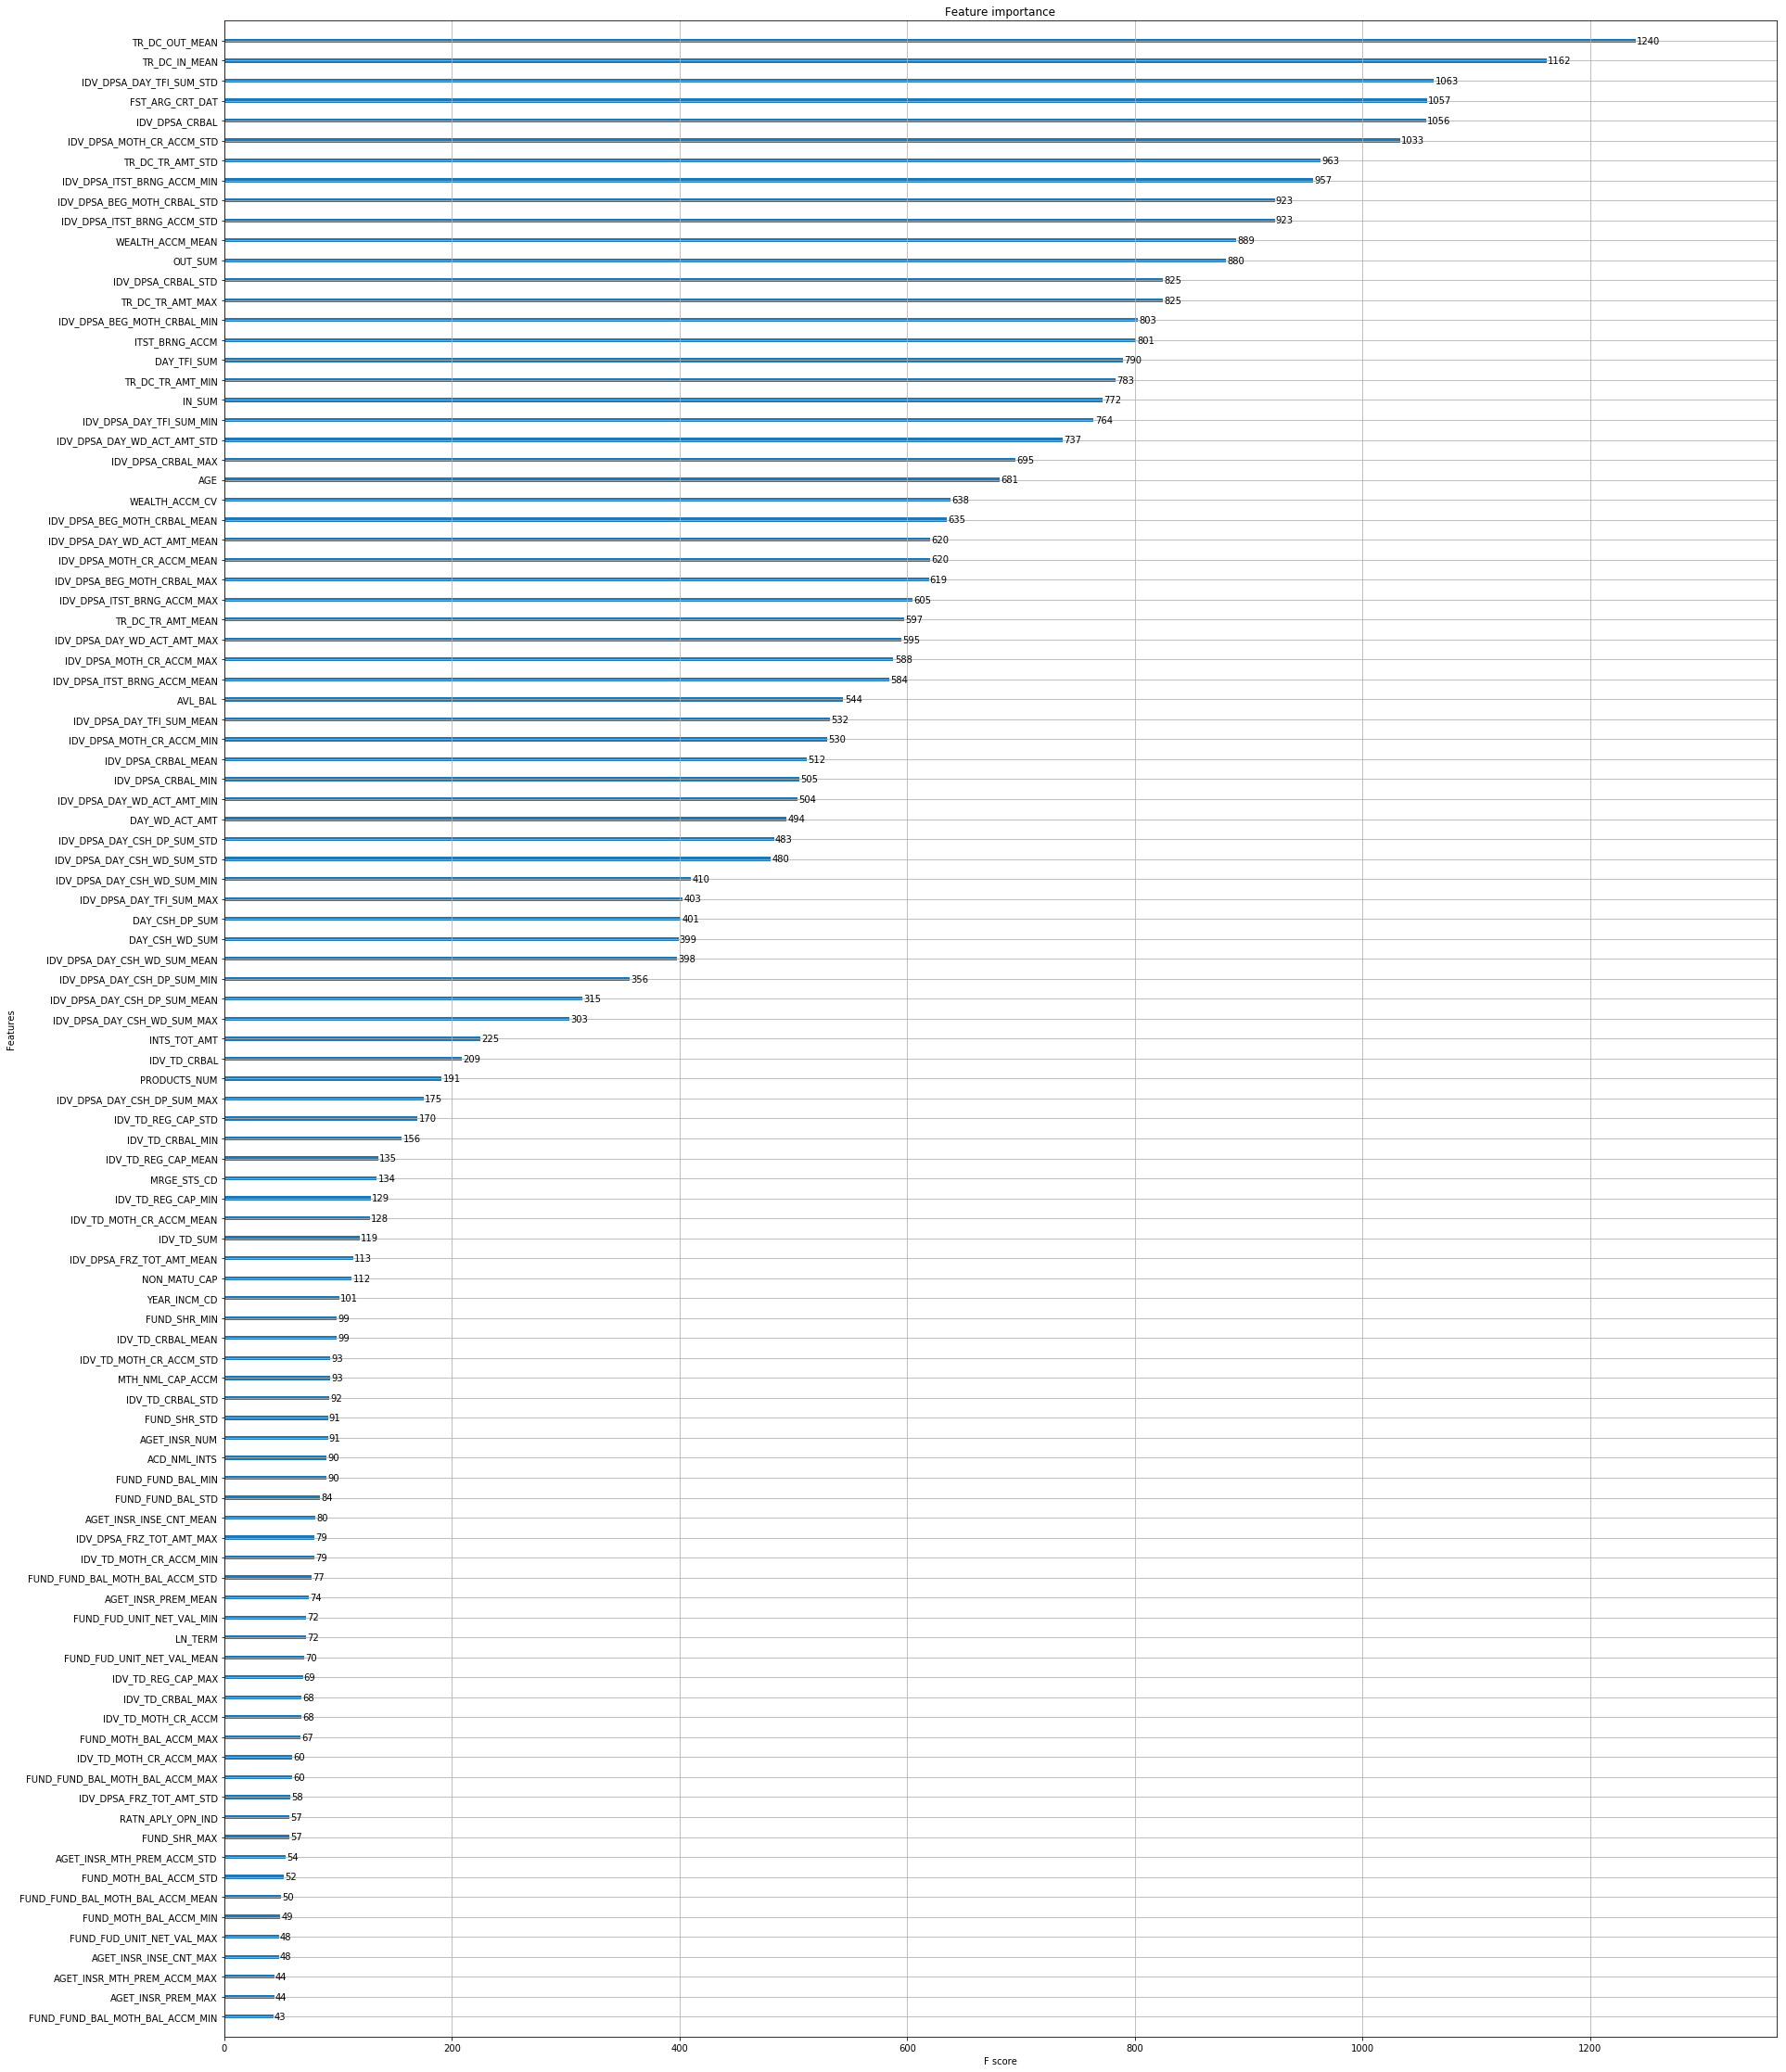 Feature importance
TR_DC_OUT_MEAN 1240
TR_DC_IN_MEAN 1162
IDV_DPSA_DAY_TFI_SUM_STD 1063
FST_ARG_CRT_DAT 1057
IDV_DPSA_CRBAL 1056
IDV_DPSA_MOTH_CR_ACCM_STD 1033
TR_DC_TR_AMT_STD 963
IDV_DPSA_ITST_BRNG_ACCM_MIN 957
IDV_DPSA_BEG_MOTH_CRBAL_STD 923
IDV_DPSA_ITST_BRNG_ACCM_STD 923
WEALTH_ACCM_MEAN 889
OUT_SUM 880
IDV_DPSA_CRBAL_STD 825
TR_DC_TR_AMT_MAX 825
IDV_DPSA_BEG_MOTH_CRBAL_MIN 803
ITST_BRNG_ACCM 801
DAY_TFI_SUM 790
TR_DC_TR_AMT_MIN 783
IN_SUM 772
IDV_DPSA_DAY_TFI_SUM_MIN 764
IDV_DPSA_DAY_WD_ACT_AMT_STD 737
IDV_DPSA_CRBAL_MAX 695
AGE 681
WEALTH_ACCM_CV 638
IDV_DPSA_BEG_MOTH_CRBAL_MEAN 635
IDV_DPSA_DAY_WD_ACT_AMT_MEAN 620
IDV_DPSA_MOTH_CR_ACCM_MEAN 620
IDV_DPSA_BEG_MOTH_CRBAL_MAX 619
IDV_DPSA_ITST_BRNG_ACCM_MAX 605
TR_DC_TR_AMT_MEAN 597
IDV_DPSA_DAY_WD_ACT_AMT_MAX 595
IDV_DPSA_MOTH_CR_ACCM_MAX 588
IDV_DPSA_ITST_BRNG_ACCM_MEAN 584
AVL_BAL 544
IDV_DPSA_DAY_TFI_SUM_MEAN 532
IDV_DPSA_MOTH_CR_ACCM_MIN 530
IDV_DPSA_CRBAL_MEAN 512
IDV_DPSA_CRBAL_MIN 505
IDV_DPSA_DAY_WD_ACT_AMT_MIN 504
DAY_WD_ACT_AMT 494
IDV_DPSA_DAY_CSH_DP_SUM_STD 483
IDV_DPSA_DAY_CSH_WD_SUM_STD 480
IDV_DPSA_DAY_CSH_WD_SUM_MIN 410
IDV_DPSA_DAY_TFI_SUM_MAX 403
DAY_CSH_DP_SUM 401
DAY_CSH_WD_SUM 399
IDV_DPSA_DAY_CSH_WD_SUM_MEAN 398
IDV_DPSA_DAY_CSH_DP_SUM_MIN 356
IDV_DPSA_DAY_CSH_DP_SUM_MEAN 315
IDV_DPSA_DAY_CSH_WD_SUM_MAX 303
INTS_TOT_AMT 225
IDV_TD_CRBAL 209
PRODUCTS_NUM 191
IDV_DPSA_DAY_CSH_DP_SUM_MAX 175
IDV_TD_REG_CAP_STD 170
IDV_TD_CRBAL_MIN 156
IDV_TD_REG_CAP_MEAN 135
MRGE_STS_CD 134
IDV_TD_REG_CAP_MIN 129
IDV_TD_MOTH_CR_ACCM_MEAN 128
IDV_TD_SUM 119
IDV_DPSA_FRZ_TOT_AMT_MEAN 113
NON_MATU_CAP 112
YEAR_INCM_CD 101
FUND_SHR_MIN 99
IDV_TD_CRBAL_MEAN 99
IDV_TD_MOTH_CR_ACCM_STD 93
MTH_NML_CAP_ACCM 93
IDV_TD_CRBAL_STD 92
FUND_SHR_STD 91
AGET_INSR_NUM 91
ACD_NML_INTS 90
FUND_FUND_BAL_MIN 90
FUND_FUND_BAL_STD 84
AGET_INSR_INSE_CNT_MEAN 80
IDV_DPSA_FRZ_TOT_AMT_MAX 79
IDV_TD_MOTH_CR_ACCM_MIN 79
FUND_FUND_BAL_MOTH_BAL_ACCM_STD 77
AGET_INSR_PREM_MEAN 74
FUND_FUD_UNIT_NET_VAL_MIN 72
LN_TERM 72
FUND_FUD_UNIT_NET_VAL_MEAN 70
IDV_TD_REG_CAP_MAX 69
IDV_TD_CRBAL_MAX 68
IDV_TD_MOTH_CR_ACCM 68
FUND_MOTH_BAL_ACCM_MAX 67
IDV_TD_MOTH_CR_ACCM_MAX 60
FUND_FUND_BAL_MOTH_BAL_ACCM_MAX 60
IDV_DPSA_FRZ_TOT_AMT_STD 58
RATN_APLY_OPN_IND 57
FUND_SHR_MAX 57
AGET_INSR_MTH_PREM_ACCM_STD 54
FUND_MOTH_BAL_ACCM_STD 52
FUND_FUND_BAL_MOTH_BAL_ACCM_MEAN 50
FUND_MOTH_BAL_ACCM_MIN 49
FUND_FUD_UNIT_NET_VAL_MAX 48
AGET_INSR_INSE_CNT_MAX 48
AGET_INSR_MTH_PREM_ACCM_MAX 44
AGET_INSR_PREM_MAX 44
FUND_FUND_BAL_MOTH_BAL_ACCM_MIN 43
0 200 400 600 800 1000 1200
F score
Features